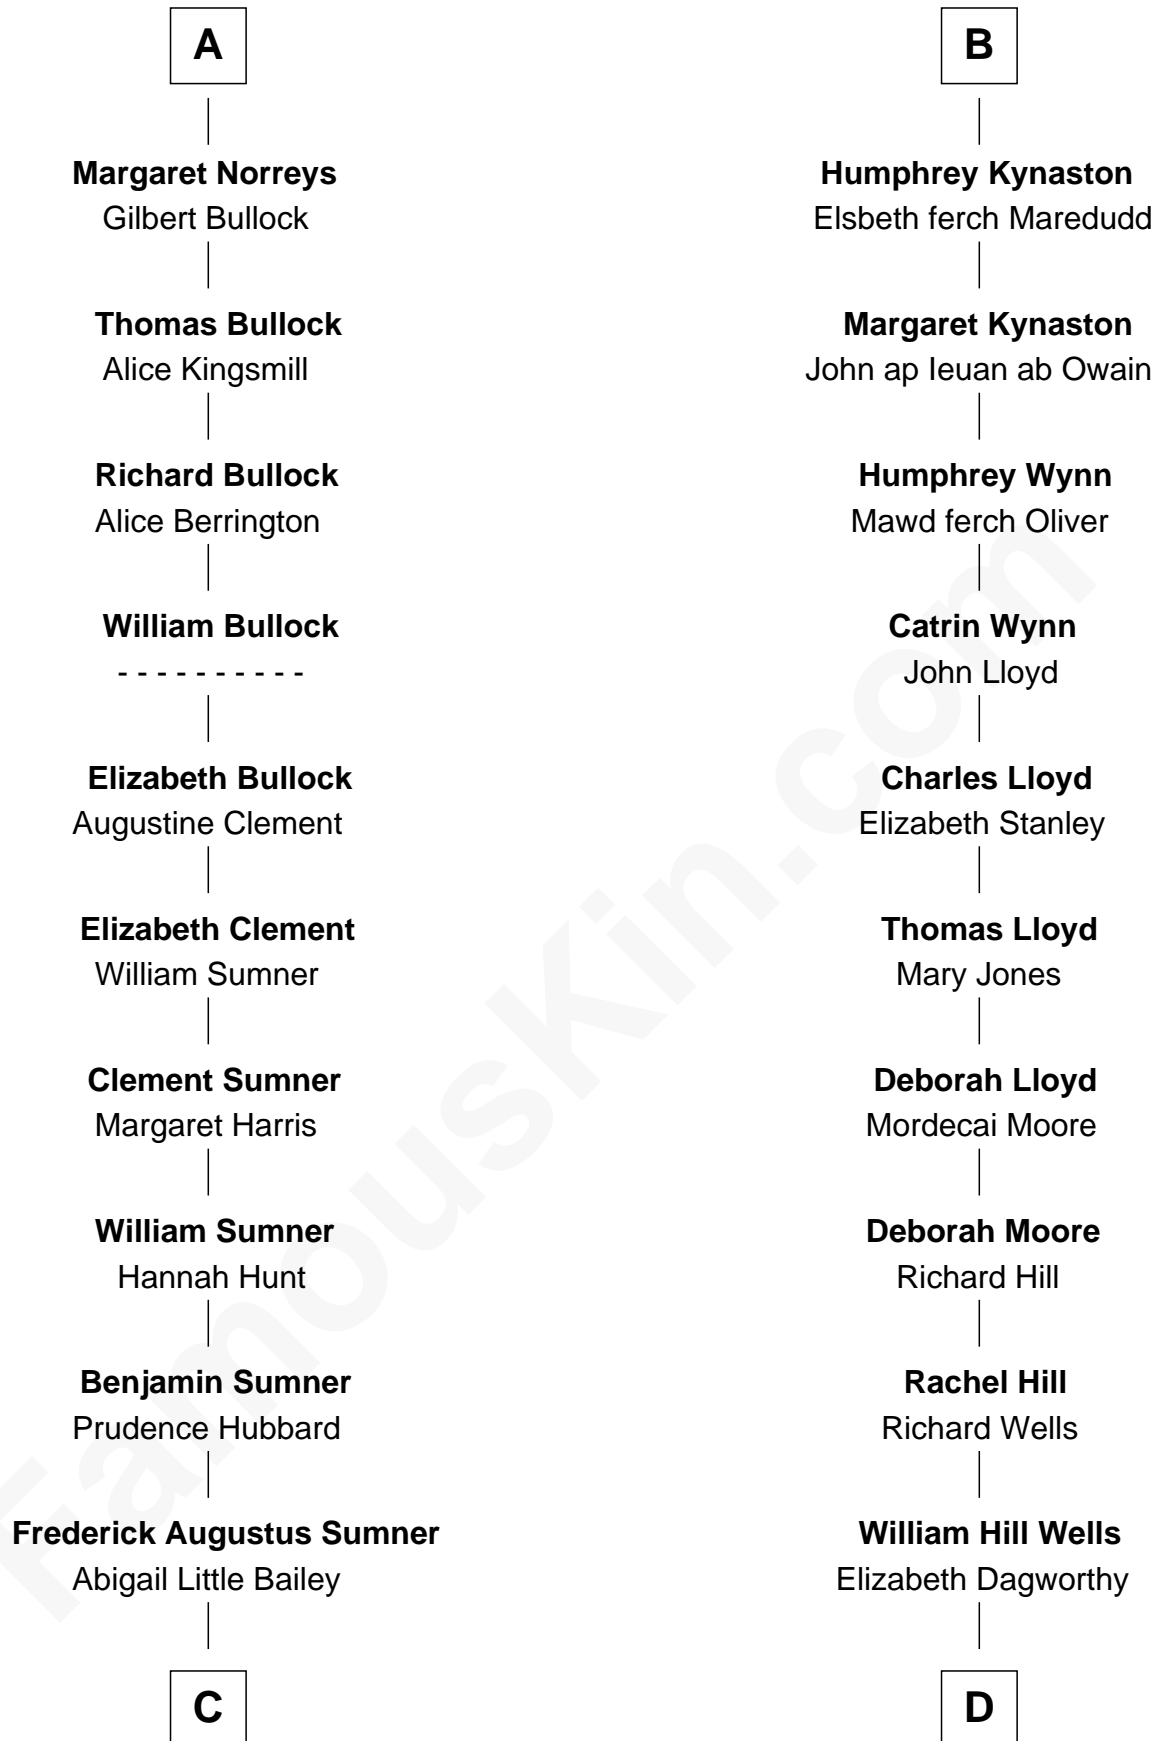 A
Margaret Norreys
Gilbert Bullock
Thomas Bullock
Alice Kingsmill
Richard Bullock
Alice Berrington
William Bullock
- - - - - - - - - -
Elizabeth Bullock
Augustine Clement
Elizabeth Clement
William Sumner
Clement Sumner
Margaret Harris
William Sumner
Hannah Hunt
Benjamin Sumner
Prudence Hubbard
Frederick Augustus Sumner
Abigail Little Bailey
C
B
Humphrey Kynaston
Elsbeth ferch Maredudd
Margaret Kynaston
John ap Ieuan ab Owain
Humphrey Wynn
Mawd ferch Oliver
Catrin Wynn
John Lloyd
Charles Lloyd
Elizabeth Stanley
Thomas Lloyd
Mary Jones
Deborah Lloyd
Mordecai Moore
Deborah Moore
Richard Hill
Rachel Hill
Richard Wells
William Hill Wells
Elizabeth Dagworthy
D
FamousKin.com